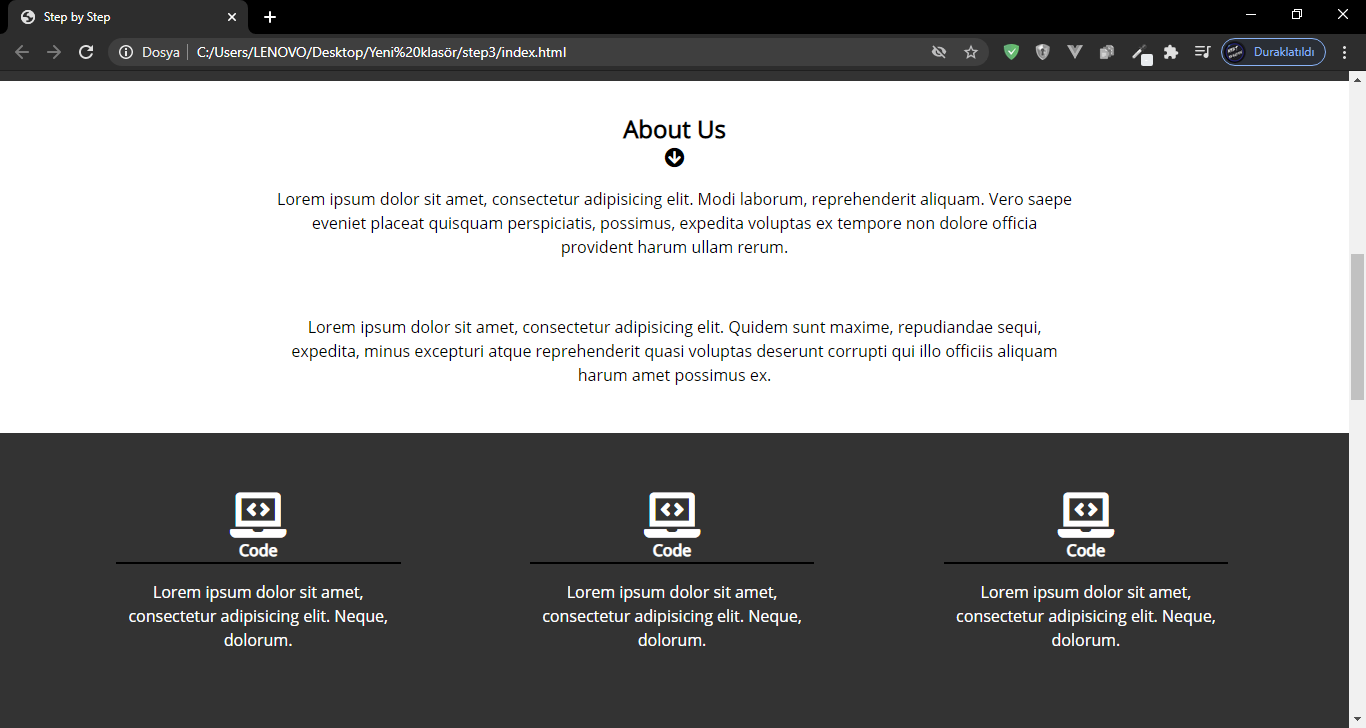 Step by Step
Dosya
C:/Users/LENOVO/Desktop/Yeni%20klasör/step3/index.html
Duraklatıldı
About Us
Lorem ipsum dolor sit amet, consectetur adipisicing elit. Modi laborum, reprehenderit aliquam. Vero saepe
eveniet placeat quisquam perspiciatis, possimus, expedita voluptas ex tempore non dolore officia
provident harum ullam rerum.
Lorem ipsum dolor sit amet, consectetur adipisicing elit. Quidem sunt maxime, repudiandae sequi,
expedita, minus excepturi atque reprehenderit quasi voluptas deserunt corrupti qui illo officiis aliquam
harum amet possimus ex.
Code
Lorem ipsum dolor sit amet,
consectetur adipisicing elit. Neque,
dolorum.
Code
Lorem ipsum dolor sit amet,
consectetur adipisicing elit. Neque,
dolorum.
Code
Lorem ipsum dolor sit amet,
consectetur adipisicing elit. Neque,
dolorum.